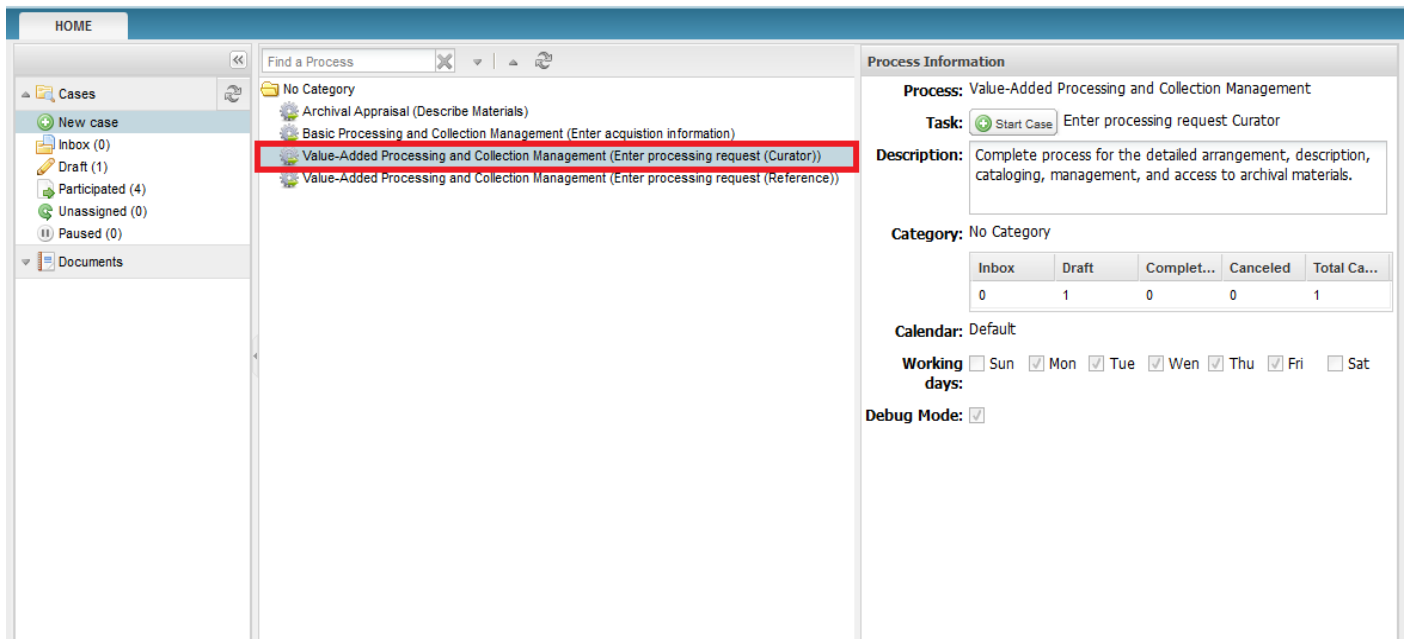 HOME
Cases
New case
Inbox (0)
Draft (1)
Participated (4)
Unassigned (0)
Paused (0)
Documents
Find a Process
No Category
Archival Appraisal (Describe Materials)
Basic Processing and Collection Management (Enter acquistion information)
Value-Added Processing and Collection Management (Enter processing request (Curator))
Value-Added Processing and Collection Management (Enter processing request (Reference))
Process Information
Process: Value-Added Processing and Collection Management
Task: Start Case Enter processing request Curator
Description: Complete process for the detailed arrangement, description,
cataloging, management, and access to archival materials.
Category: No Category
Inbox Draft Complet... Canceled Total Ca...
0 1 0 0 1
Calendar: Default
Working Sun Mon Tue Wen Thu Fri Sat
days:
Debug Mode: